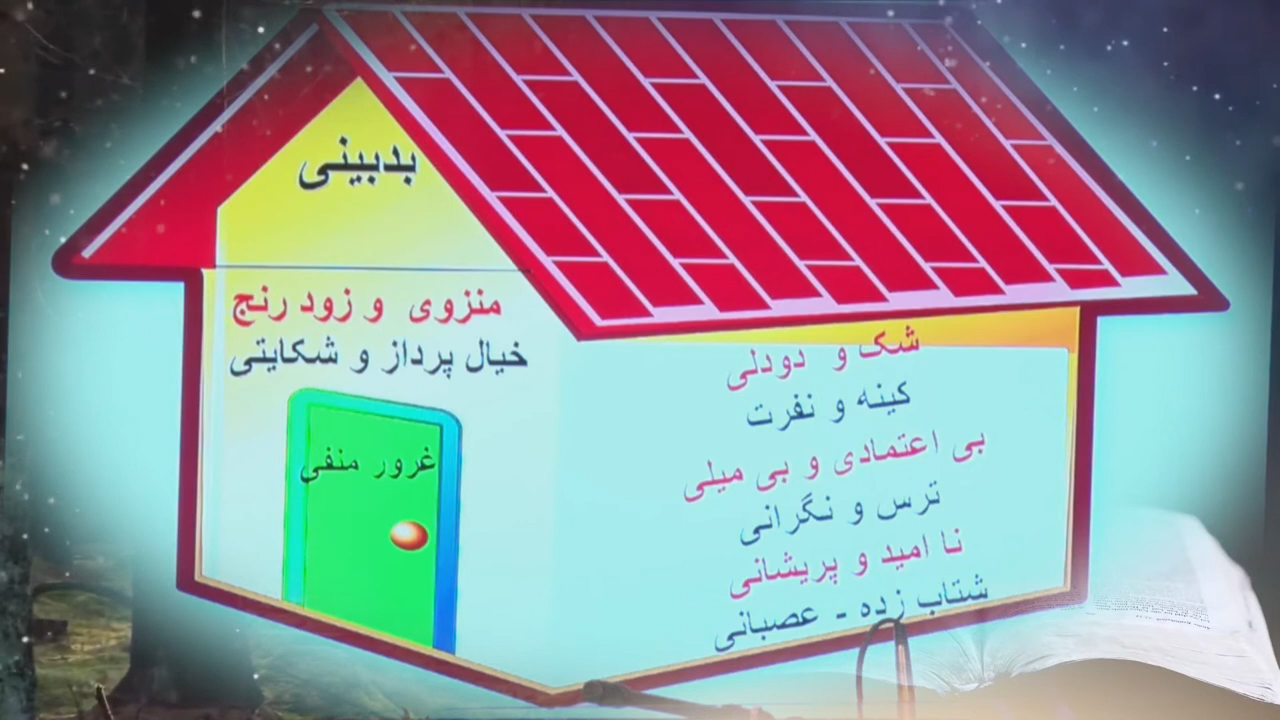 بدبینی
منزوی و زود رنج
خیال پرداز و شکایتی
غرور منفی
شک و دودلی
کینه و نفرت
بی اعتمادی و بی میلی
ترس و نگرانی
نا امید و پریشانی
شتاب زده - عصبانی